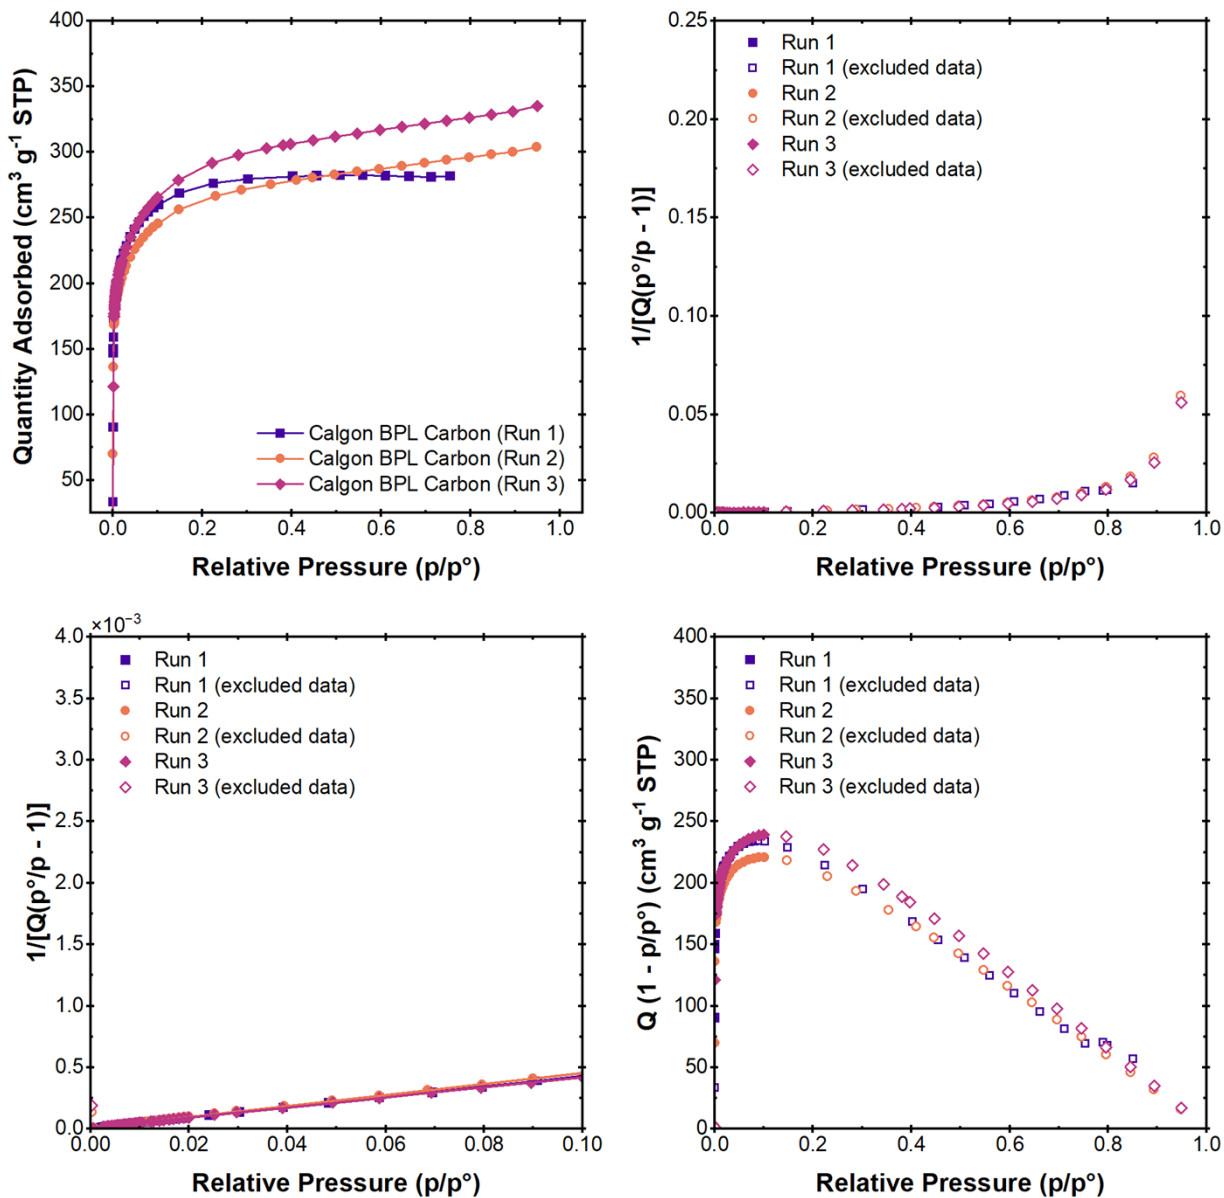 400
350
300
250
200
150
100
50
0.0 0.2 0.4 0.6 0.8 1.0
Quantity Adsorbed (cm³ g⁻¹ STP)
Relative Pressure (p/p°)
Calgon BPL Carbon (Run 1)
Calgon BPL Carbon (Run 2)
Calgon BPL Carbon (Run 3)
0.25
0.20
0.15
0.10
0.05
0.00
0.0 0.2 0.4 0.6 0.8 1.0
1/[Q(p°/p - 1)]
Relative Pressure (p/p°)
Run 1
Run 1 (excluded data)
Run 2
Run 2 (excluded data)
Run 3
Run 3 (excluded data)
×10⁻³
4.0
3.5
3.0
2.5
2.0
1.5
1.0
0.5
0.0
0.00 0.02 0.04 0.06 0.08 0.10
1/[Q(p°/p - 1)]
Relative Pressure (p/p°)
Run 1
Run 1 (excluded data)
Run 2
Run 2 (excluded data)
Run 3
Run 3 (excluded data)
400
350
300
250
200
150
100
50
0
0.0 0.2 0.4 0.6 0.8 1.0
Q (1 - p/p°) (cm³ g⁻¹ STP)
Relative Pressure (p/p°)
Run 1
Run 1 (excluded data)
Run 2
Run 2 (excluded data)
Run 3
Run 3 (excluded data)